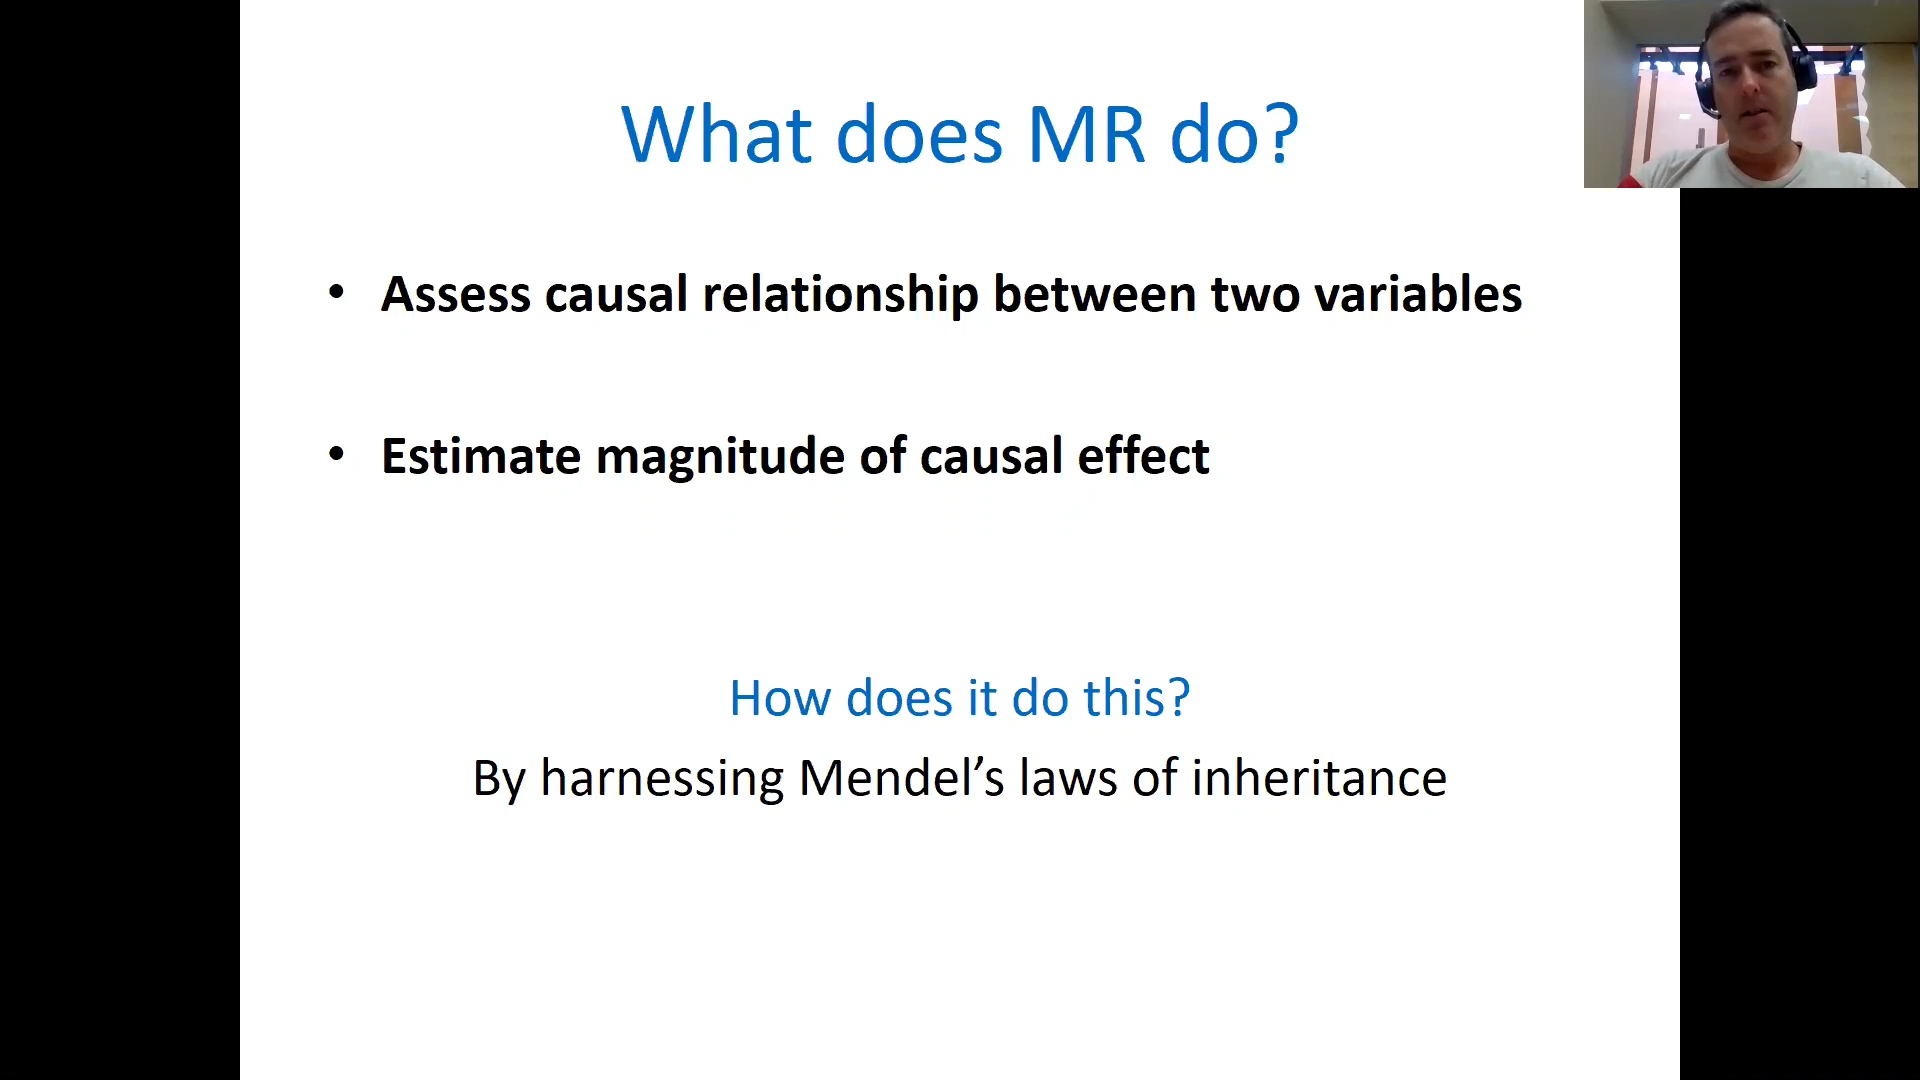 What does MR do?
• Assess causal relationship between two variables
• Estimate magnitude of causal effect
How does it do this?
By harnessing Mendel’s laws of inheritance